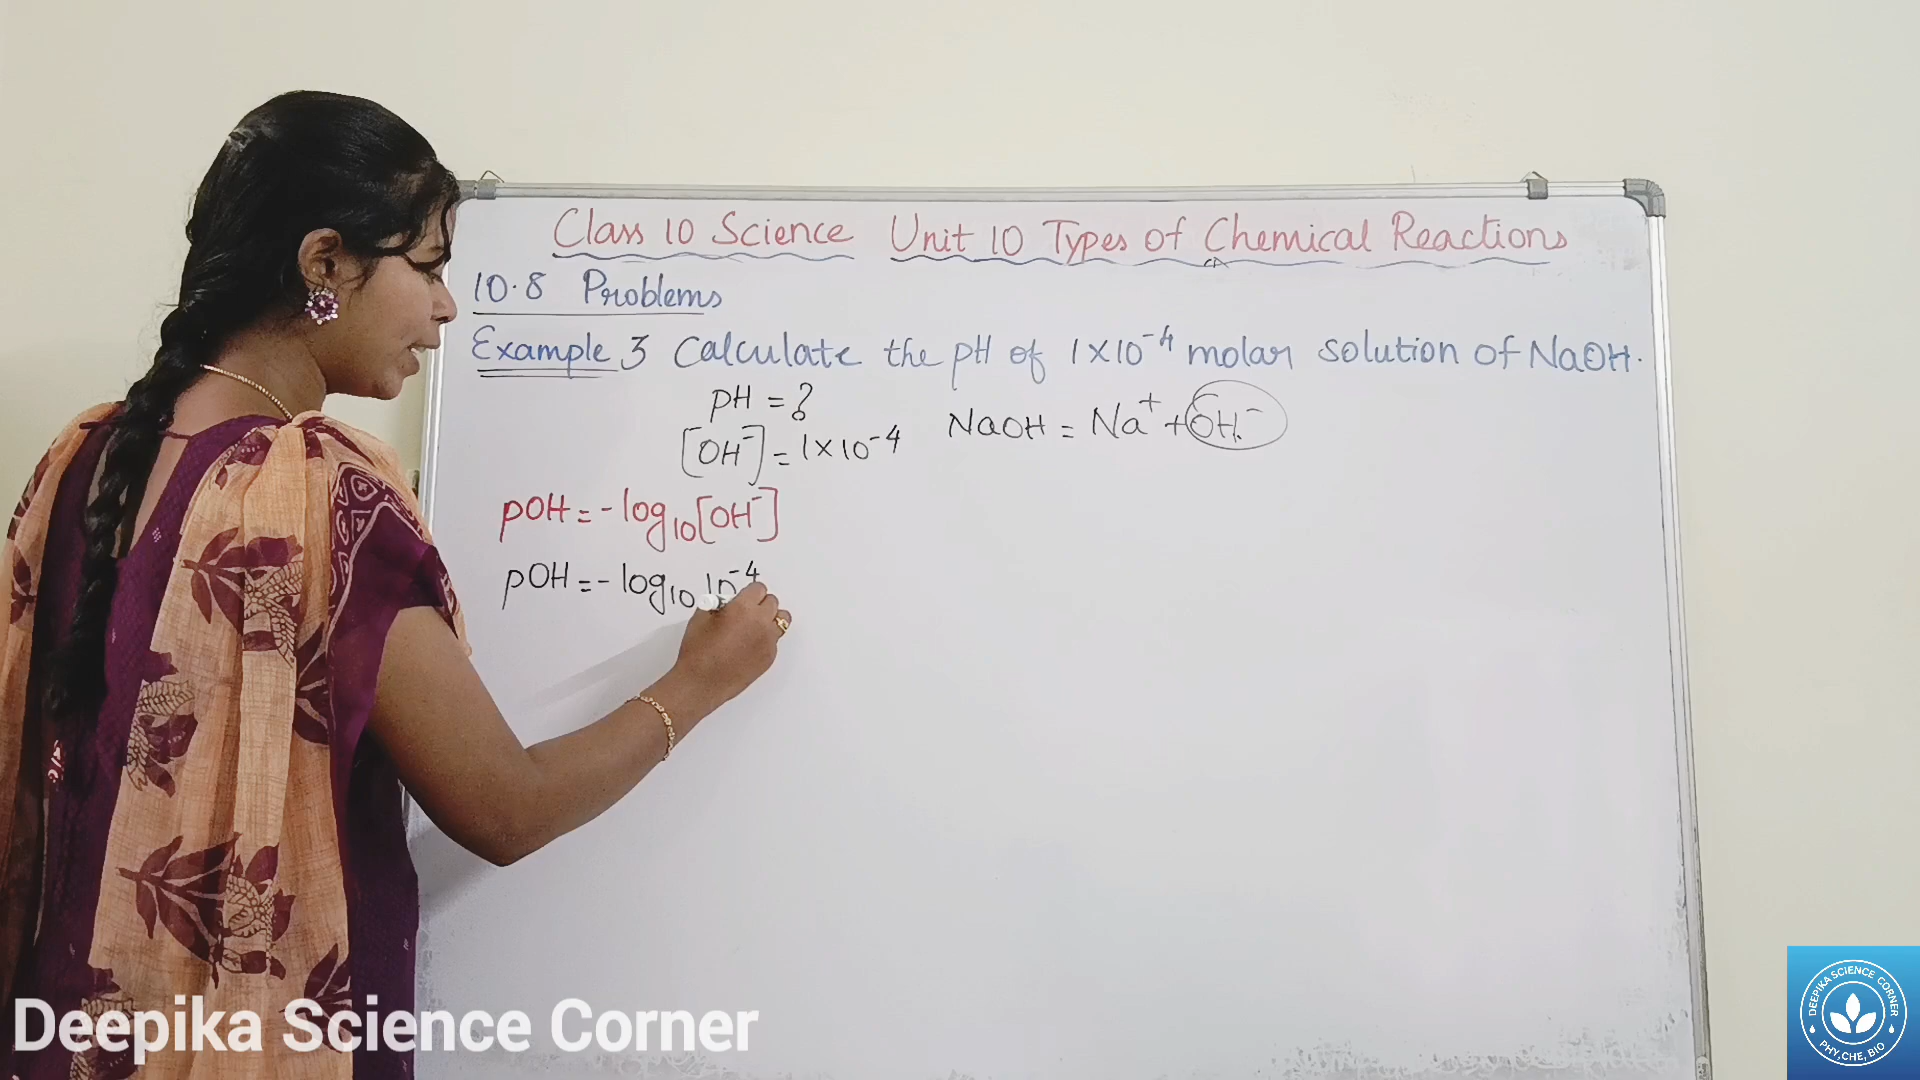 Class 10 Science Unit 10 Types of Chemical Reactions
10.8 Problems
Example 3 Calculate the pH of 1×10⁻⁴ molar solution of NaOH.
pH = ? NaOH = Na⁺ + OH⁻
[OH⁻] = 1×10⁻⁴
pOH = - log₁₀[OH⁻]
pOH = - log₁₀ 10⁻⁴
Deepika Science Corner
DEEPIKA SCIENCE CORNER
PHY, CHE, BIO